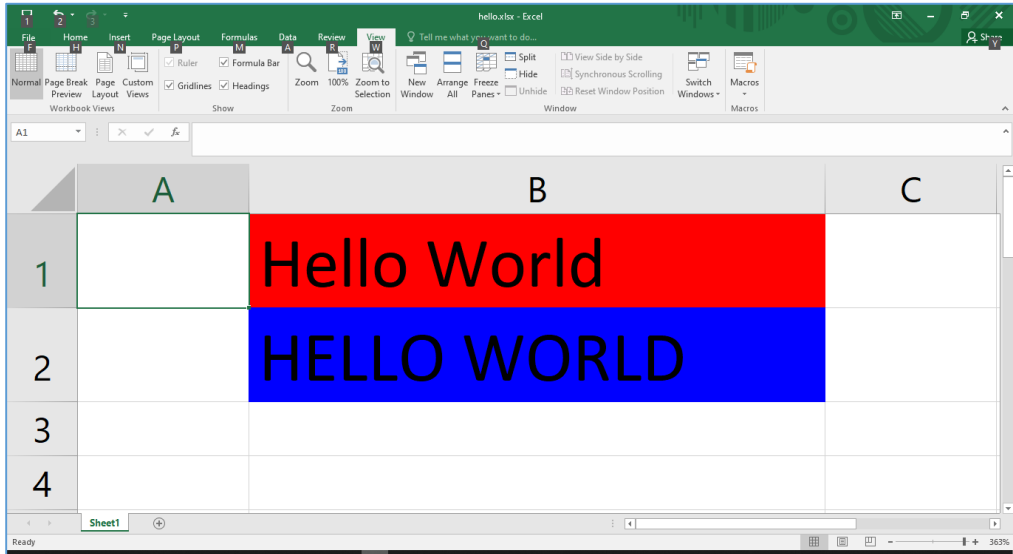 hello.xlsx - Excel
1 2 3
File Home Insert Page Layout Formulas Data Review View Tell me what you want to do... Share
F H N P M A R W Q Y
Normal Page Break Preview Page Layout Custom Views
Workbook Views
Ruler Formula Bar
Gridlines Headings
Show
Zoom 100% Zoom to Selection
Zoom
New Window Arrange All Freeze Panes
Split
Hide
Unhide
View Side by Side
Synchronous Scrolling
Reset Window Position
Switch Windows
Window
Macros
Macros
A1 fx
A B C
1 Hello World
2 HELLO WORLD
3
4
Sheet1
Ready 363%